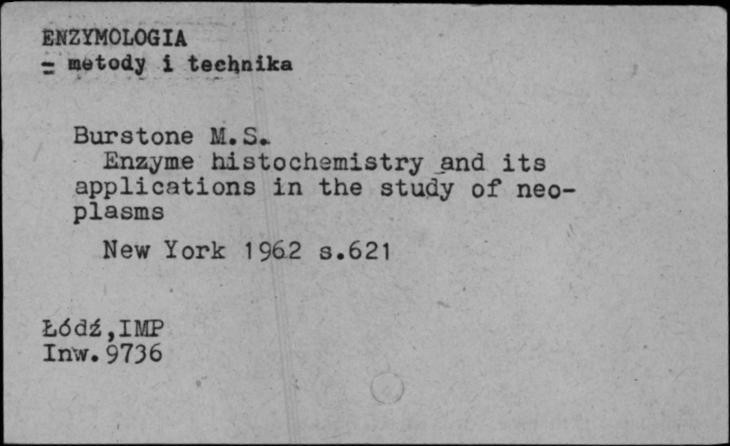 ENZYMOLOGIA
- metody i technika
Burstone M.S.
Enzyme histochemistry and its
applications in the study of neo-
plasms
New York 1962 s.621
Łódź,IMP
Inw.9736